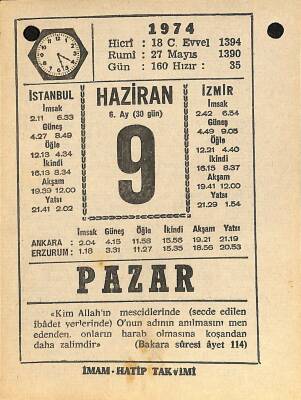 1974
Hicrî : 18 C. Evvel 1394
Rumî : 27 Mayıs 1390
Gün : 160 Hızır : 35
İSTANBUL
İmsak
2.11 6.33
Güneş
4.27 8.49
Öğle
12.13 4.34
İkindi
16.13 8.34
Akşam
19.39 12.00
Yatsı
21.41 2.02
HAZİRAN
6. Ay (30 gün)
9
İZMİR
İmsak
2.42 6.54
Güneş
4.49 9.05
Öğle
12.21 4.40
İkindi
16.15 8.37
Akşam
19.41 12.00
Yatsı
21.29 1.54
İmsak Güneş Öğle İkindi Akşam Yatsı
ANKARA : 2.04 4.15 11.58 15.56 19.21 21.19
ERZURUM : 1.18 3.31 11.27 15.35 18.56 20.53
PAZAR
«Kim Allah'ın mescidlerinde (secde edilen
ibâdet yerlerinde) O'nun adının anılmasını men
edenden, onların harab olmasına koşandan
daha zalimdir» (Bakara sûresi âyet 114)
İMAM - HATİP TAKVİMİ